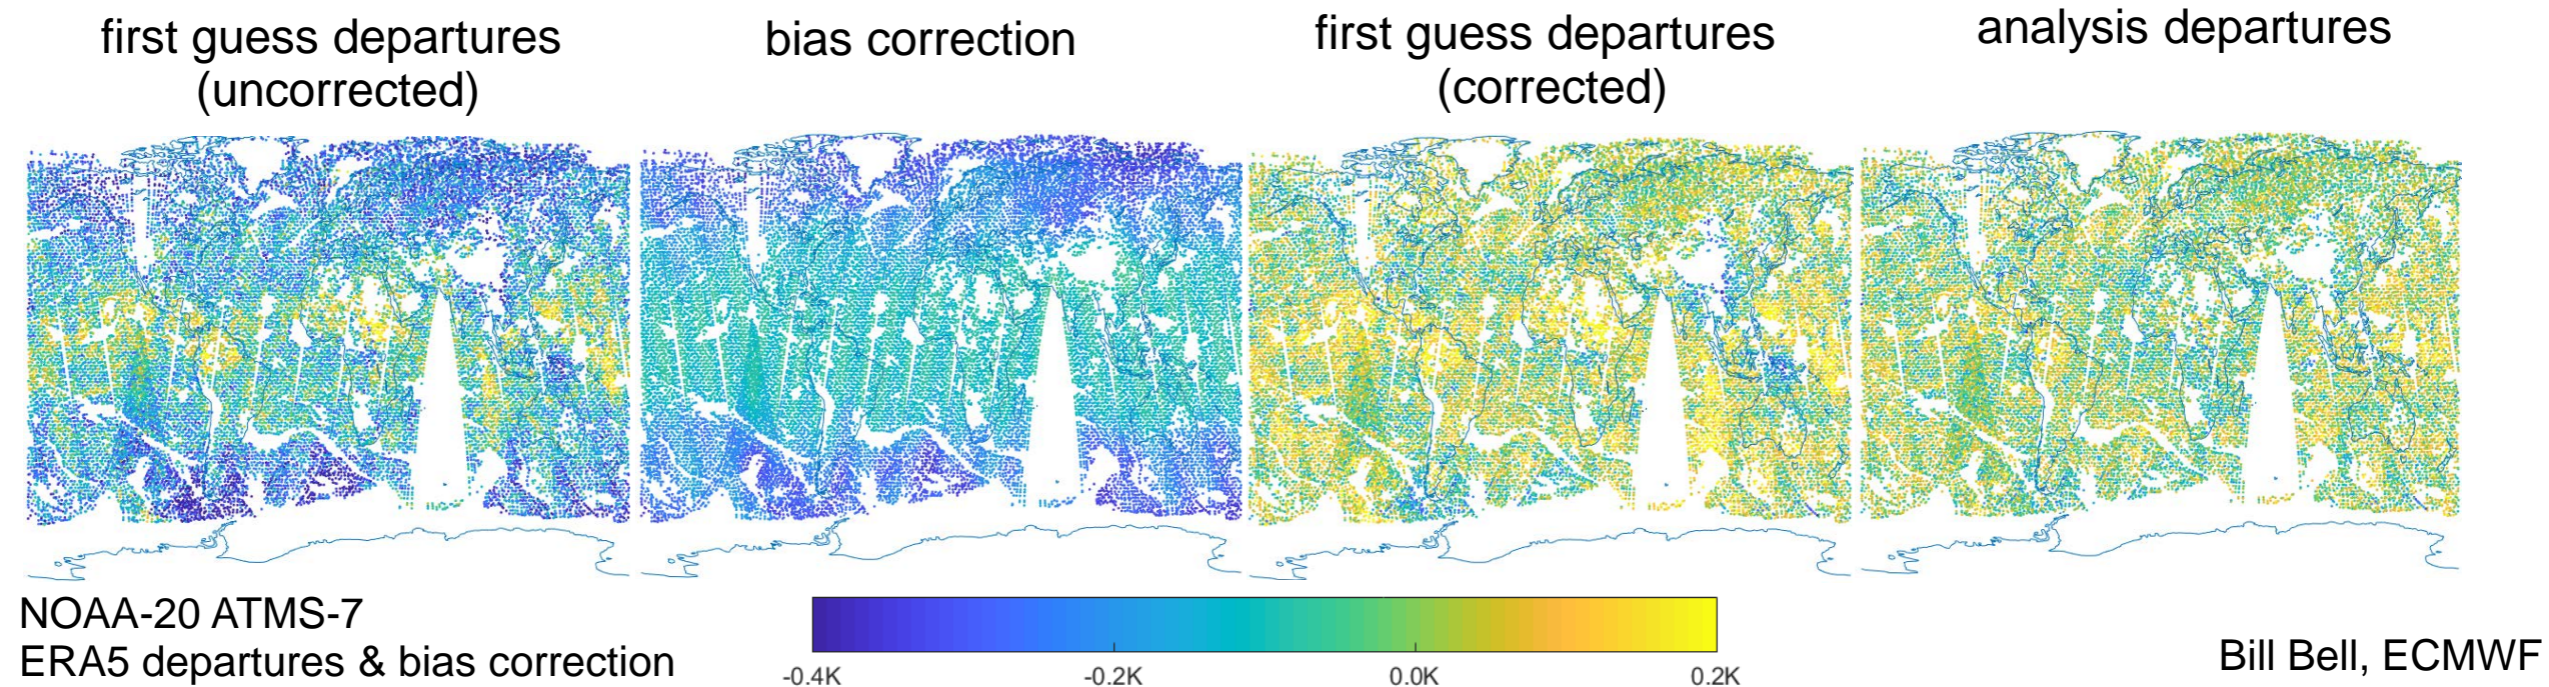 first guess departures
(uncorrected)
bias correction
first guess departures
(corrected)
analysis departures
NOAA-20 ATMS-7
ERA5 departures & bias correction
-0.4K
-0.2K
0.0K
0.2K
Bill Bell, ECMWF